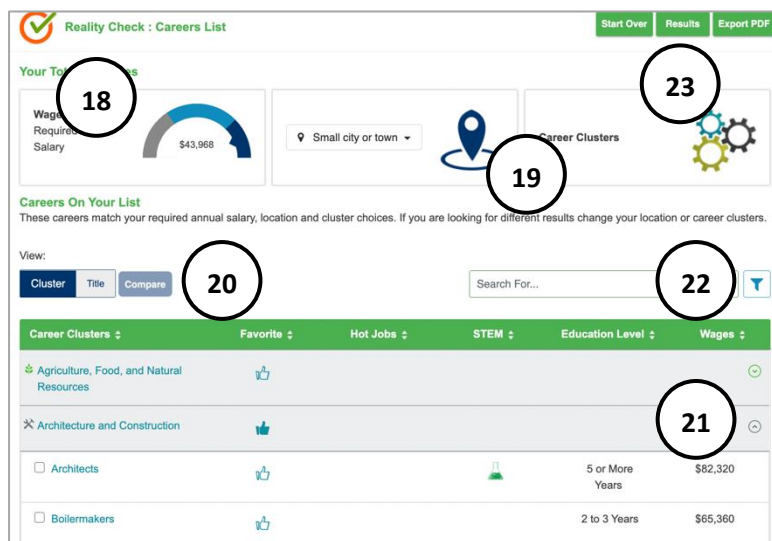 Reality Check : Careers List
Start Over
Results
Export PDF
Your To
es
18
23
Wage
Required
Salary
$43,968
Small city or town
Career Clusters
19
Careers On Your List
These careers match your required annual salary, location and cluster choices. If you are looking for different results change your location or career clusters.
View:
Cluster
Title
Compare
20
Search For...
22
Career Clusters
Favorite
Hot Jobs
STEM
Education Level
Wages
Agriculture, Food, and Natural
Resources
Architecture and Construction
21
Architects
5 or More
Years
$82,320
Boilermakers
2 to 3 Years
$65,360